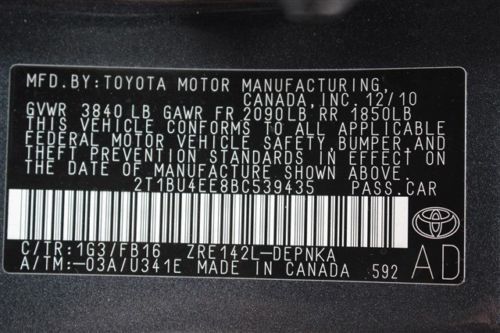 MFD.BY:TOYOTA MOTOR MANUFACTURING,
CANADA,INC. 12/10
GVWR 3840 LB GAWR FR 2090LB RR 1850LB
THIS VEHICLE CONFORMS TO ALL APPLICABLE
FEDERAL MOTOR VEHICLE SAFETY,BUMPER,AND
THEFT PREVENTION STANDARDS IN EFFECT ON
THE DATE OF MANUFACTURE SHOWN ABOVE.
2T1BU4EE8BC539435 PASS.CAR
C/TR:1G3/FB16 ZRE142L-DEPNKA
A/TM:-03A/U341E MADE IN CANADA 592
TOYOTA
AD